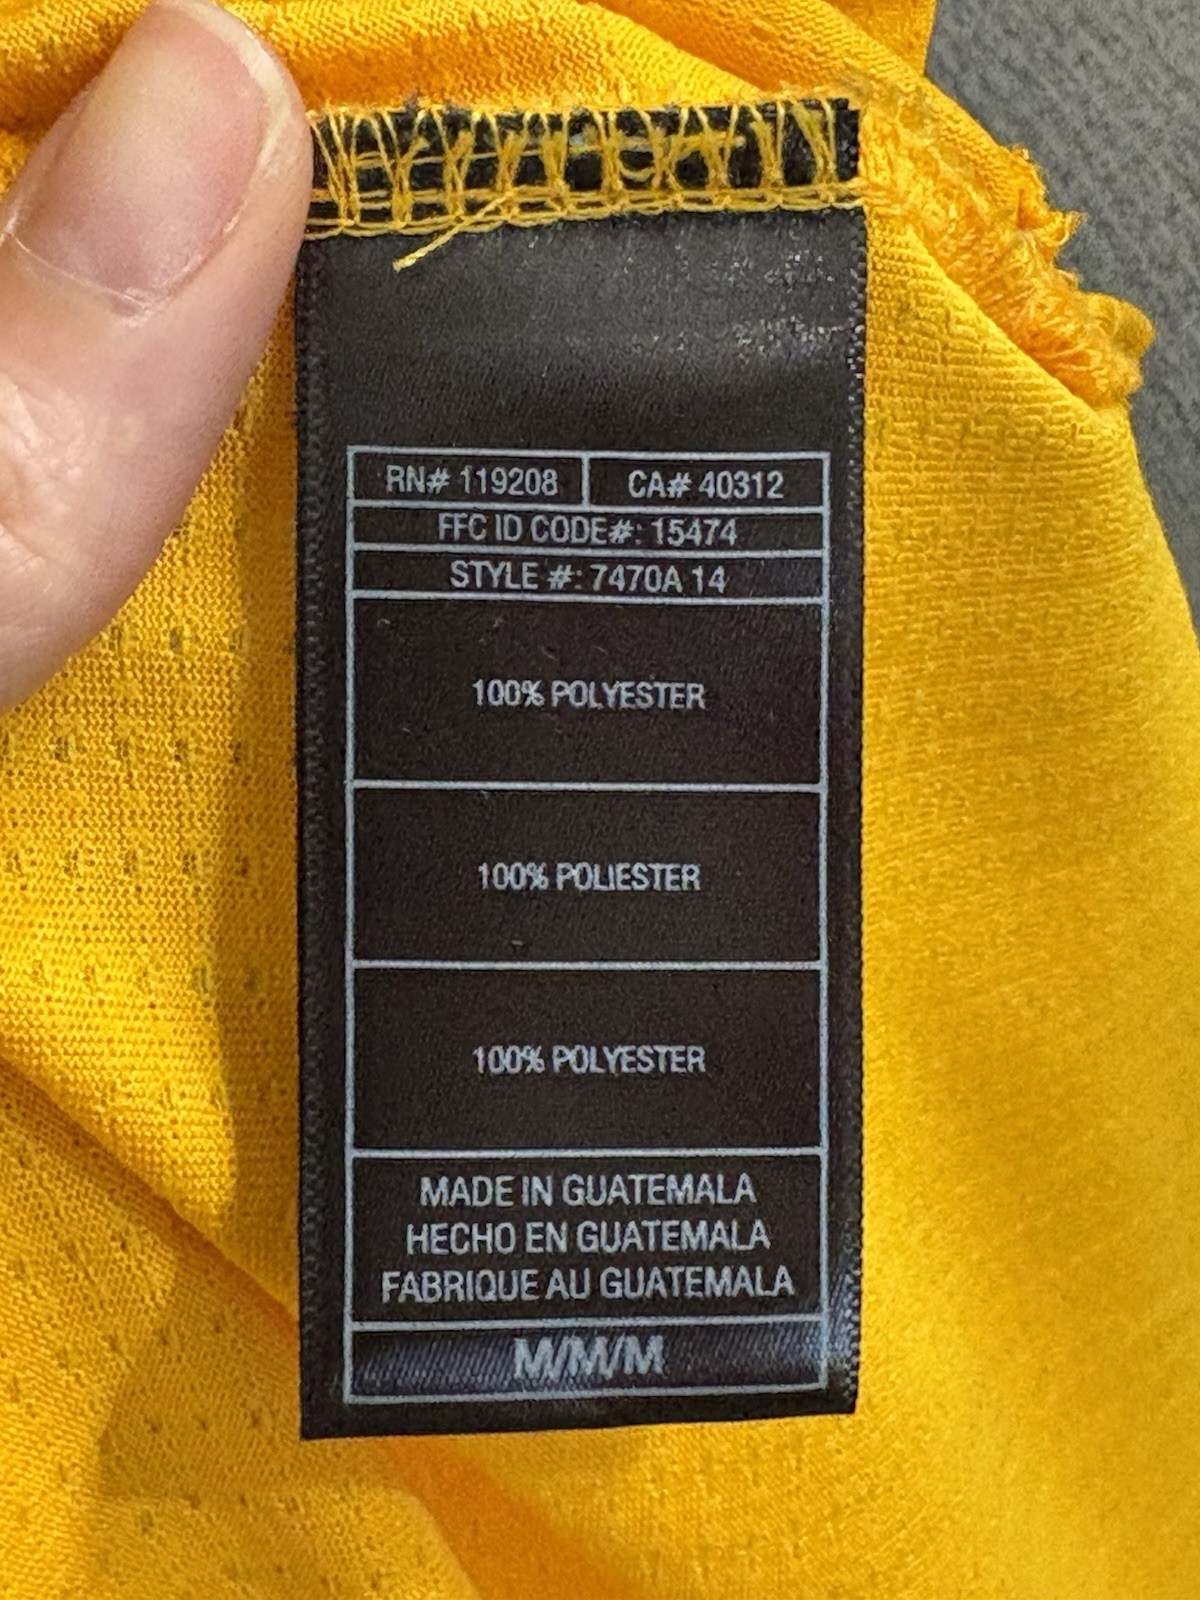 RN# 119208 CA# 40312
FFC ID CODE#: 15474
STYLE #: 7470A 14
100% POLYESTER
100% POLIESTER
100% POLYESTER
MADE IN GUATEMALA
HECHO EN GUATEMALA
FABRIQUE AU GUATEMALA
M/M/M